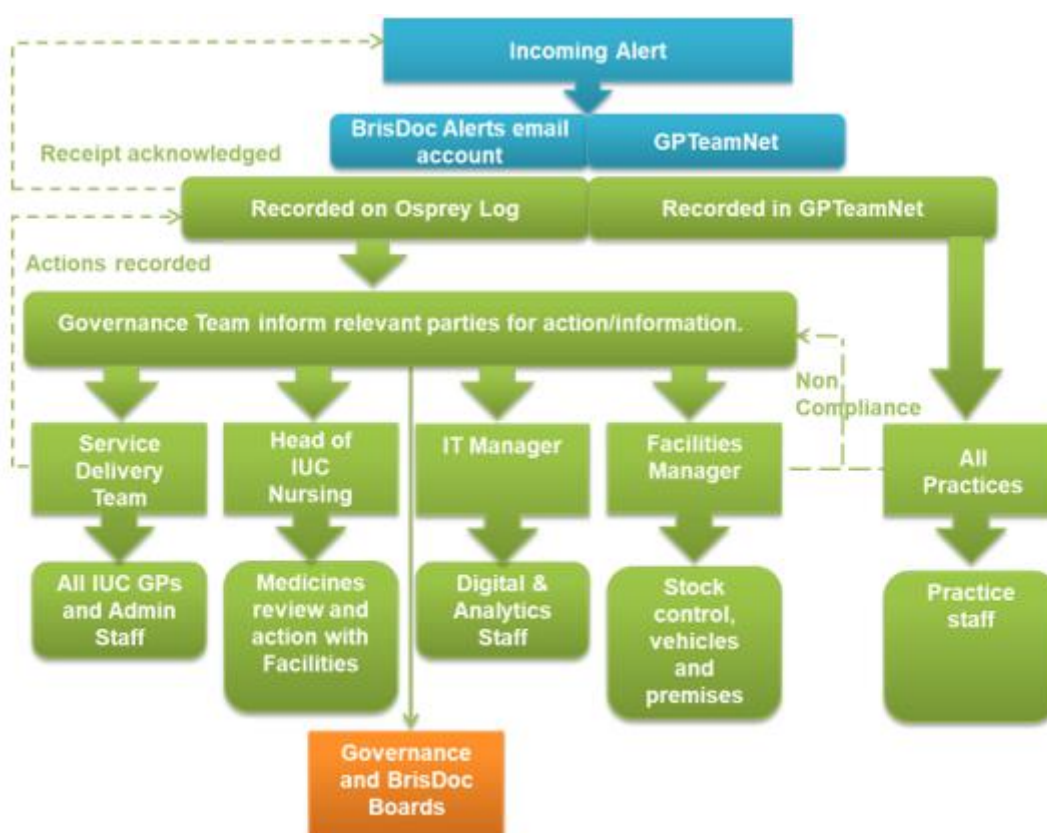 Incoming Alert
BrisDoc Alerts email
account
GPTeamNet
Receipt acknowledged
Recorded on Osprey Log
Recorded in GPTeamNet
Actions recorded
Governance Team inform relevant parties for action/information.
Non
Compliance
Service
Delivery
Team
Head of
IUC
Nursing
IT Manager
Facilities
Manager
All
Practices
All IUC GPs
and Admin
Staff
Medicines
review and
action with
Facilities
Digital &
Analytics
Staff
Stock
control,
vehicles
and
premises
Practice
staff
Governance
and BrisDoc
Boards